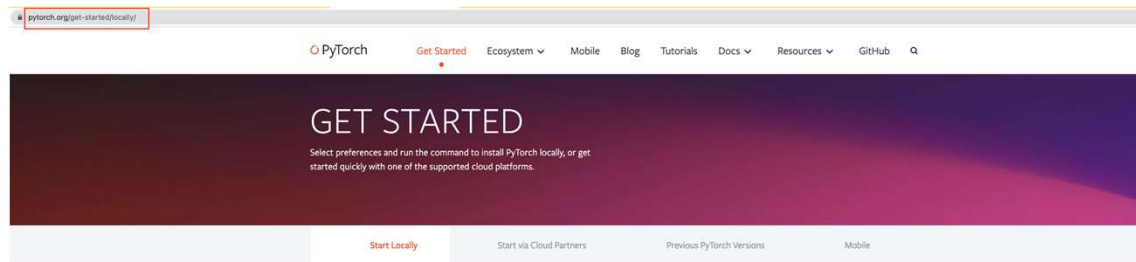 pytorch.org/get-started/locally/
PyTorch Get Started Ecosystem Mobile Blog Tutorials Docs Resources GitHub
GET STARTED
Select preferences and run the command to install PyTorch locally, or get
started quickly with one of the supported cloud platforms.
Start Locally Start via Cloud Partners Previous PyTorch Versions Mobile